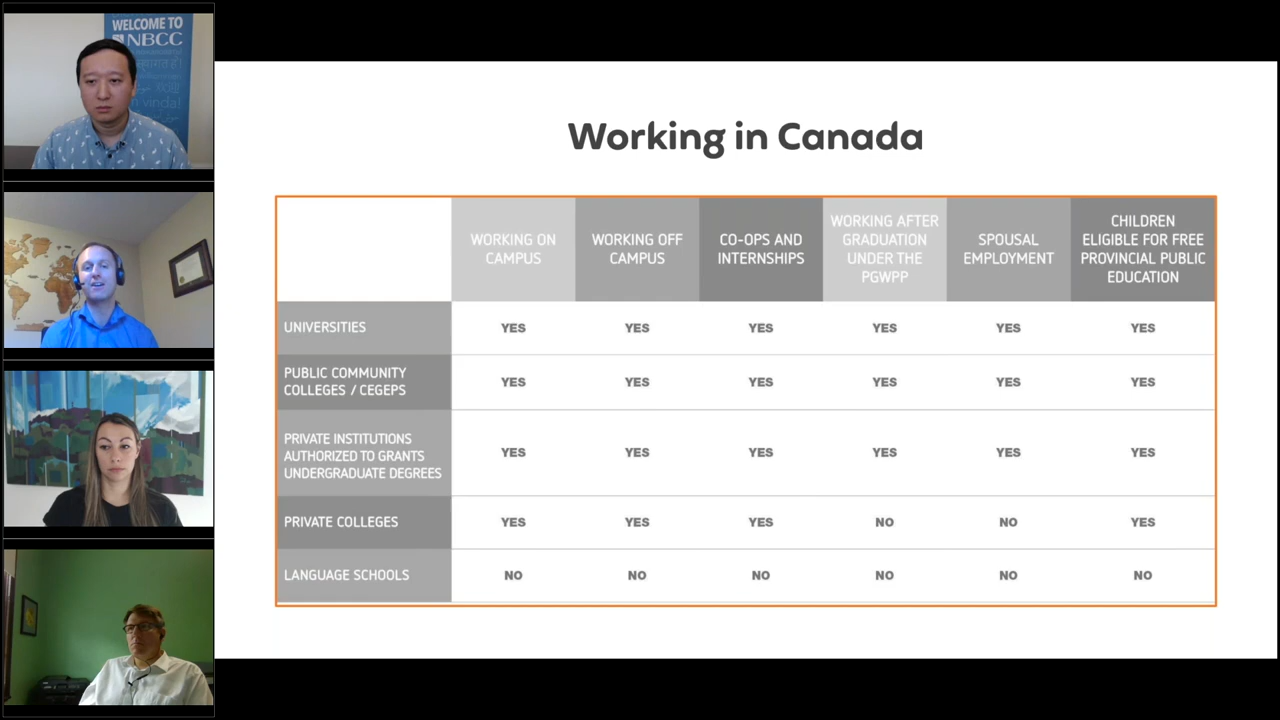 WELCOME TO
NBCC
Working in Canada
WORKING ON
CAMPUS
WORKING OFF
CAMPUS
CO-OPS AND
INTERNSHIPS
WORKING AFTER
GRADUATION
UNDER THE
PGWPP
SPOUSAL
EMPLOYMENT
CHILDREN
ELIGIBLE FOR FREE
PROVINCIAL PUBLIC
EDUCATION
UNIVERSITIES
YES YES YES YES YES YES
PUBLIC COMMUNITY
COLLEGES / CEGEPS
YES YES YES YES YES YES
PRIVATE INSTITUTIONS
AUTHORIZED TO GRANTS
UNDERGRADUATE DEGREES
YES YES YES YES YES YES
PRIVATE COLLEGES
YES YES YES NO NO YES
LANGUAGE SCHOOLS
NO NO NO NO NO NO